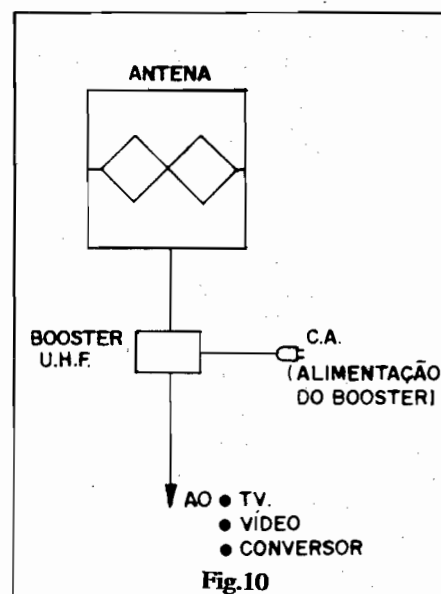 ANTENA
BOOSTER
U.H.F.
C.A.
(ALIMENTAÇÃO
DO BOOSTER)
AO ● TV.
● VÍDEO
● CONVERSOR
Fig.10